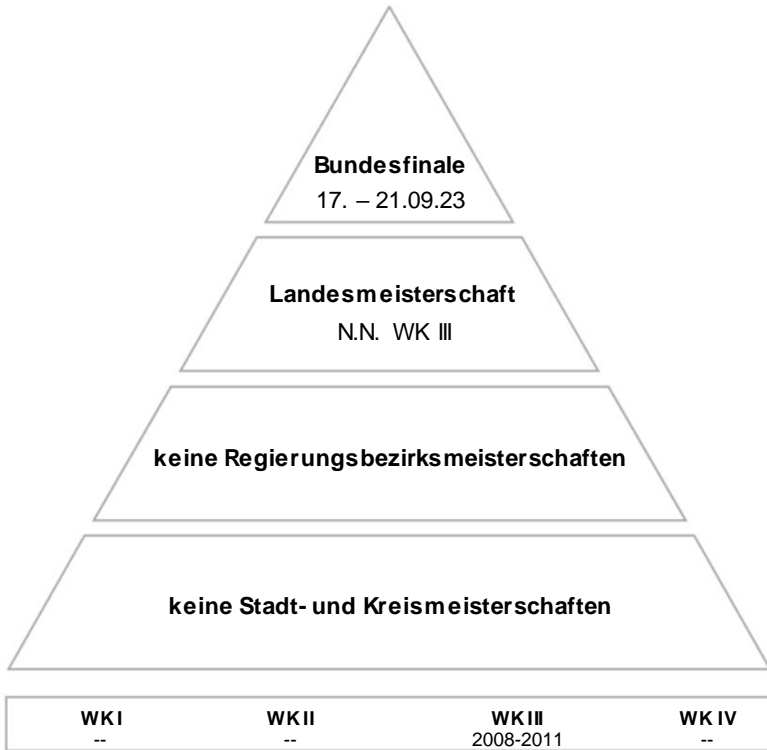 Bundesfinale
17. – 21.09.23
Landesmeisterschaft
N.N. WK III
keine Regierungsbezirksmeisterschaften
keine Stadt- und Kreismeisterschaften
WK I WK II WK III WK IV
-- -- 2008-2011 --